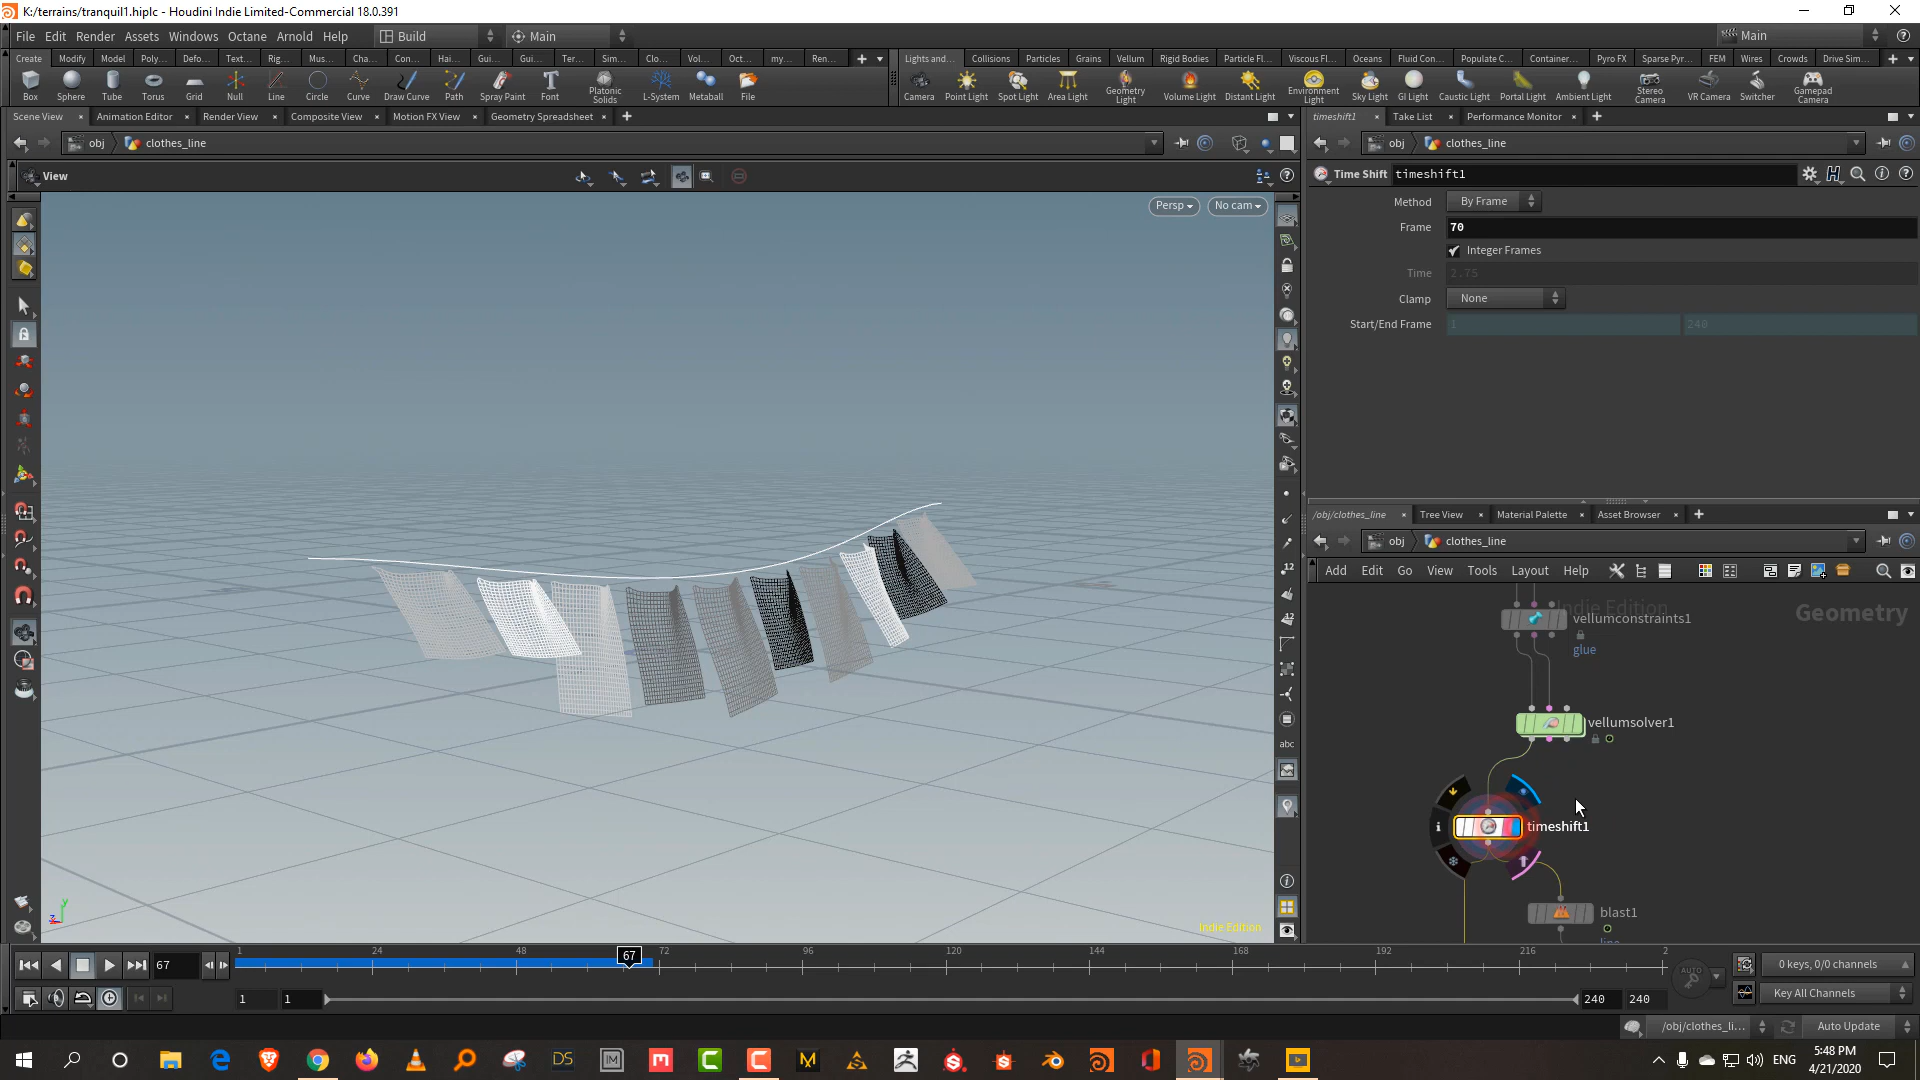 K:/terrains/tranquil1.hiplc - Houdini Indie Limited-Commercial 18.0.391
File Edit Render Assets Windows Octane Arnold Help Build Main Main
Create Modify Model Poly... Defo... Text... Rig... Mus... Cha... Con... Hai... Gui... Gui... Ter... Sim... Clo... Vol... Oct... my... Ren... Lights and... Collisions Particles Grains Vellum Rigid Bodies Particle Fl... Viscous Fl... Oceans Fluid Con... Populate C... Container... Pyro FX Sparse Pyr... FEM Wires Crowds Drive Sim...
Box Sphere Tube Torus Grid Null Line Circle Curve Draw Curve Path Spray Paint Font Platonic Solids L-System Metaball File Camera Point Light Spot Light Area Light Geometry Light Volume Light Distant Light Environment Light Sky Light GI Light Caustic Light Portal Light Ambient Light Stereo Camera VR Camera Switcher Gamepad Camera
Scene View Animation Editor Render View Composite View Motion FX View Geometry Spreadsheet timeshift1 Take List Performance Monitor
obj clothes_line obj clothes_line
View
Persp No cam
Time Shift timeshift1
Method By Frame
Frame 70
Integer Frames
Time 2.75
Clamp None
Start/End Frame 1 240
/obj/clothes_line Tree View Material Palette Asset Browser
obj clothes_line
Add Edit Go View Tools Layout Help
Indie Edition Geometry
vellumconstraints1
glue
vellumsolver1
timeshift1
blast1
line
abc
12
12
Indie Edition
1 24 48 67 72 96 120 144 168 192 216 2
67
AUTO
0 keys, 0/0 channels
1 1 240 240
Key All Channels
/obj/clothes_li... Auto Update
DS
ENG
5:48 PM
4/21/2020